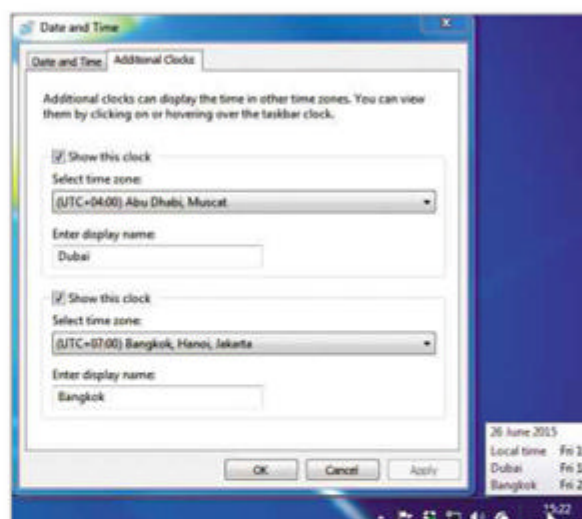 Date and Time
Date and Time
Additional Clocks
Additional clocks can display the time in other time zones. You can view
them by clicking on or hovering over the taskbar clock.
Show this clock
Select time zone:
(UTC+04:00) Abu Dhabi, Muscat
Enter display name:
Dubai
Show this clock
Select time zone:
(UTC+07:00) Bangkok, Hanoi, Jakarta
Enter display name:
Bangkok
OK Cancel Apply
26 June 2015
Local time Fri 1
Dubai Fri 1
Bangkok Fri 2
15:22